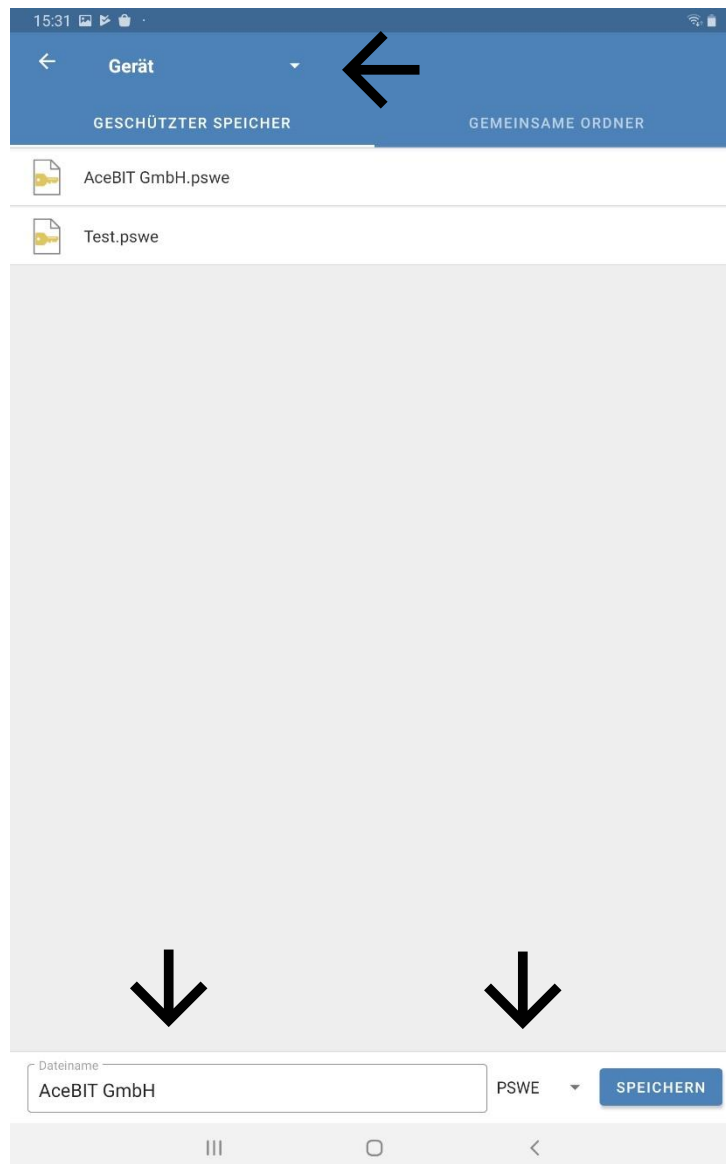 15:31
Gerät
GESCHÜTZTER SPEICHER
GEMEINSAME ORDNER
AceBIT GmbH.pswe
Test.pswe
Dateiname
AceBIT GmbH
PSWE
SPEICHERN